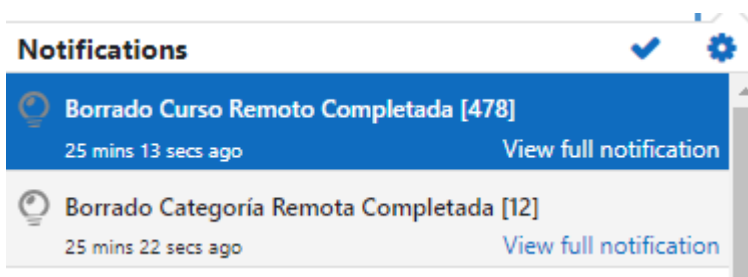 Notifications
Borrado Curso Remoto Completada [478]
25 mins 13 secs ago View full notification
Borrado Categoría Remota Completada [12]
25 mins 22 secs ago View full notification